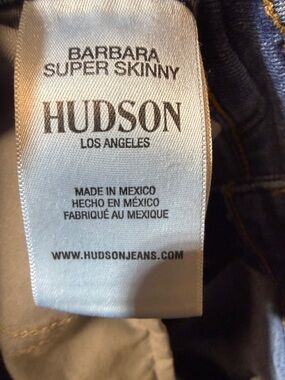 BARBARA
SUPER SKINNY
HUDSON
LOS ANGELES
MADE IN MEXICO
HECHO EN MÉXICO
FABRIQUÉ AU MEXIQUE
WWW.HUDSONJEANS.COM